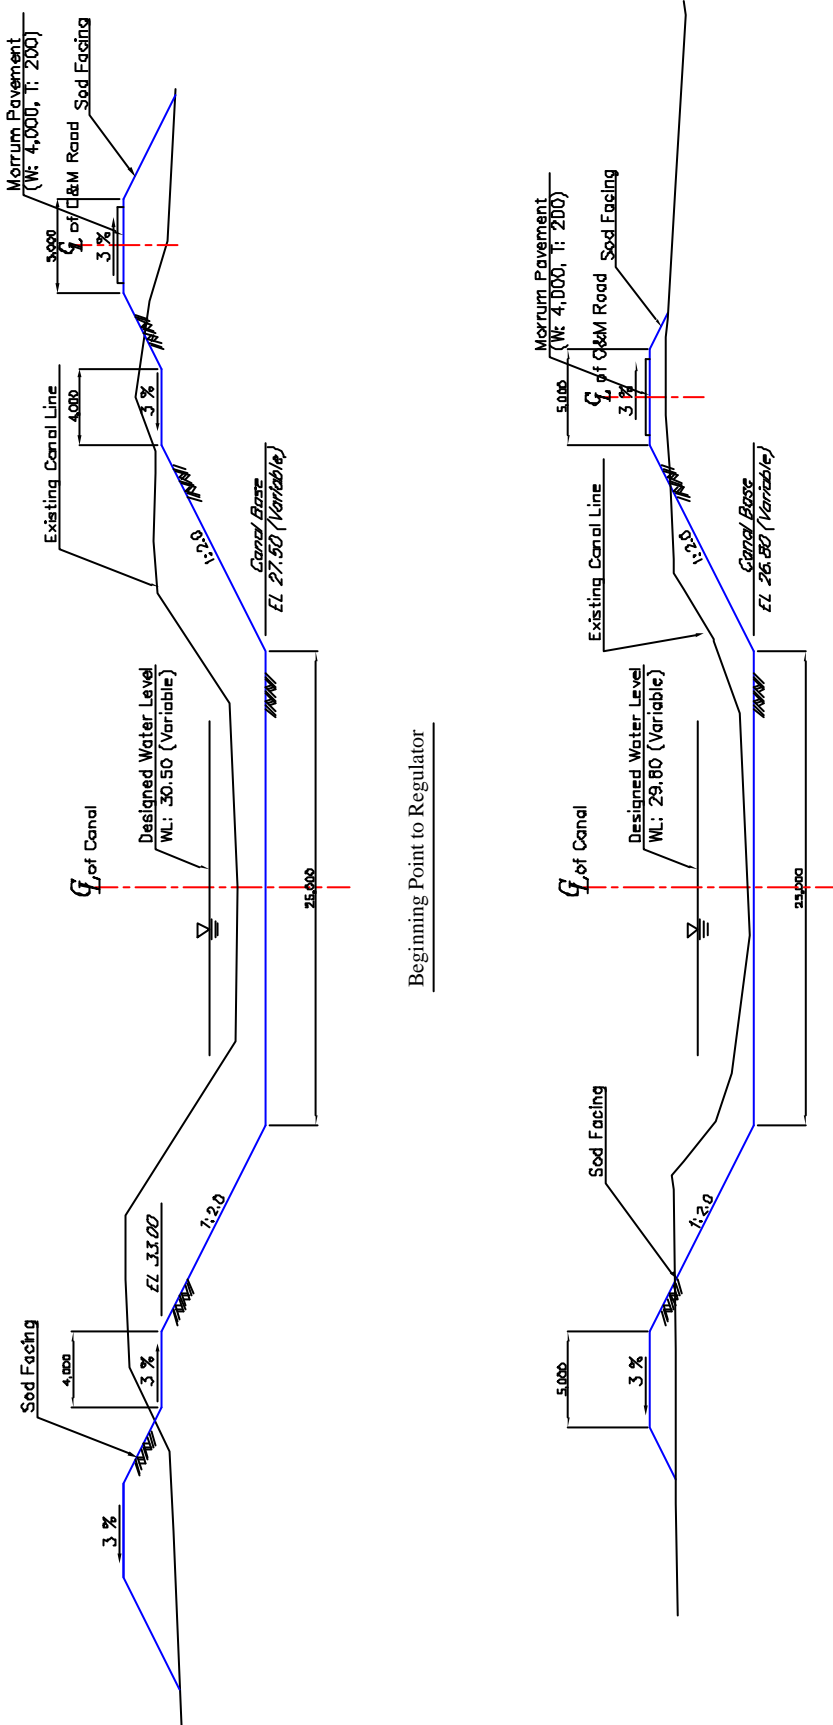 Sod Facing
3 %
4,000
3 %
EL 33.00
1:2.0
℄ of Canal
Designed Water Level
WL: 30.50 (Variable)
25,000
Existing Canal Line
4,000
3 %
1:2.0
Canal Base
EL 27.50 (Variable)
Morrum Pavement
(W: 4,000, T: 200)
5,000
℄ of O&M Road
3 %
Sod Facing
Beginning Point to Regulator
5,000
3 %
Sod Facing
1:2.0
℄ of Canal
Designed Water Level
WL: 29.80 (Variable)
25,000
Existing Canal Line
1:2.0
Canal Base
EL 26.80 (Variable)
Morrum Pavement
(W: 4,000, T: 200)
5,000
℄ of O&M Road
3 %
Sod Facing